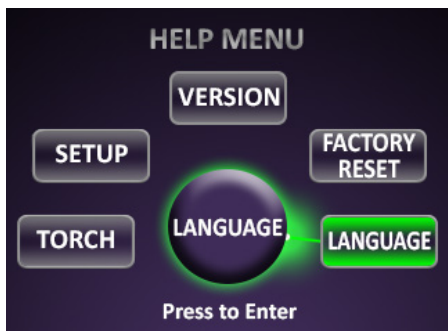 HELP MENU
VERSION
SETUP
FACTORY
RESET
TORCH
LANGUAGE
LANGUAGE
Press to Enter